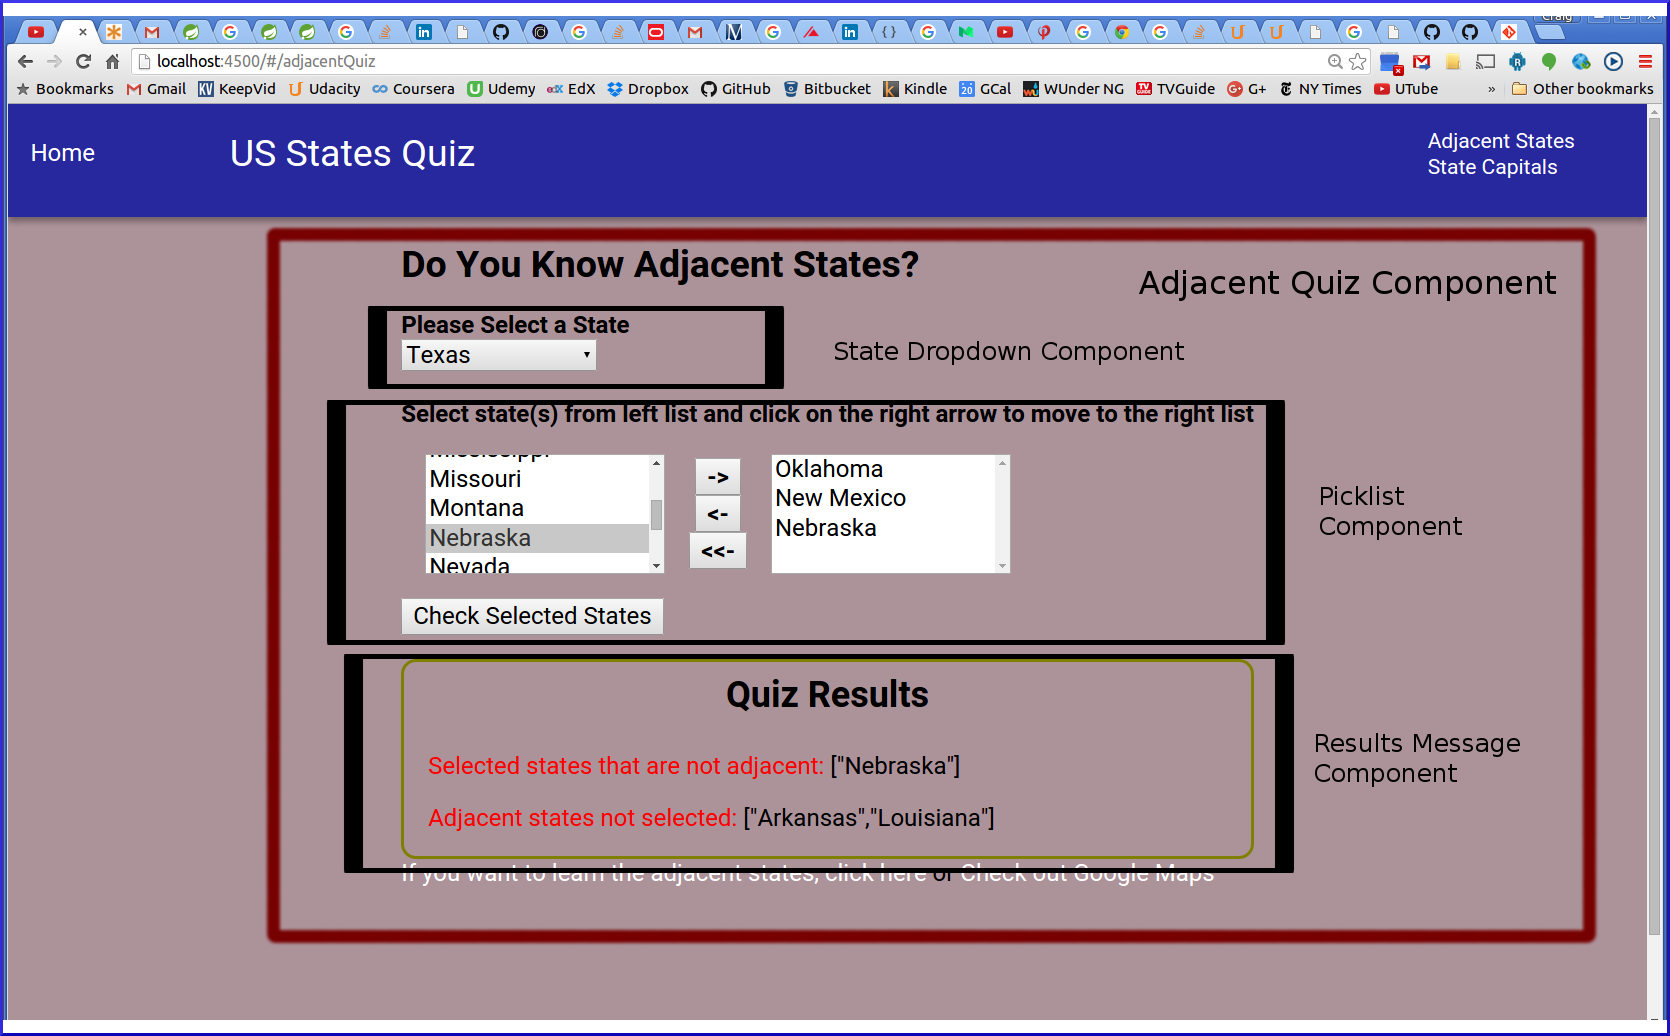 Craig
localhost:4500/#/adjacentQuiz
Bookmarks Gmail KeepVid Udacity Coursera Udemy EdX Dropbox GitHub Bitbucket Kindle GCal WUnder NG TVGuide G+ NY Times UTube » Other bookmarks
Home US States Quiz
Adjacent States
State Capitals
Do You Know Adjacent States?
Adjacent Quiz Component
Please Select a State
Texas
State Dropdown Component
Select state(s) from left list and click on the right arrow to move to the right list
Mississippi
Missouri
Montana
Nebraska
Nevada
->
<-
<<-
Oklahoma
New Mexico
Nebraska
Picklist
Component
Check Selected States
Quiz Results
Selected states that are not adjacent: ["Nebraska"]
Adjacent states not selected: ["Arkansas","Louisiana"]
Results Message
Component
If you want to learn the adjacent states, click here or Check out Google Maps